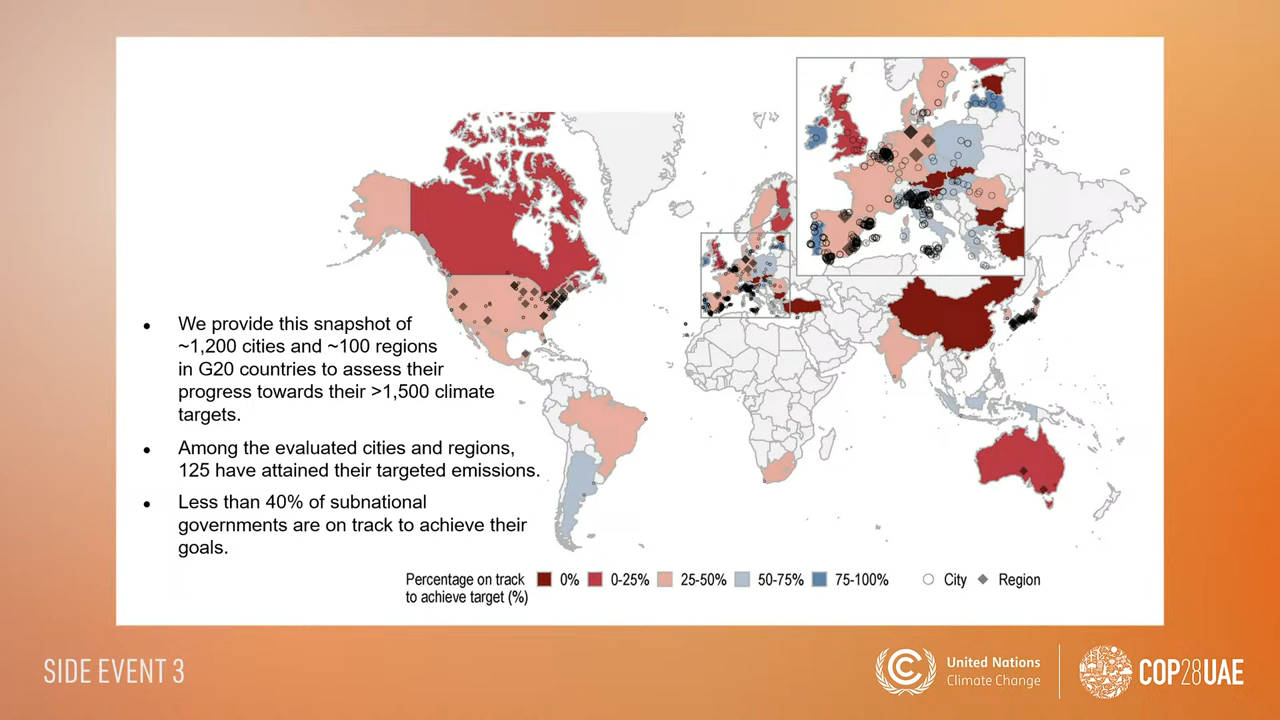 • We provide this snapshot of
~1,200 cities and ~100 regions
in G20 countries to assess their
progress towards their >1,500 climate
targets.
• Among the evaluated cities and regions,
125 have attained their targeted emissions.
• Less than 40% of subnational
governments are on track to achieve their
goals.
Percentage on track
to achieve target (%)
0% 0-25% 25-50% 50-75% 75-100% City Region
SIDE EVENT 3
United Nations
Climate Change
COP28UAE